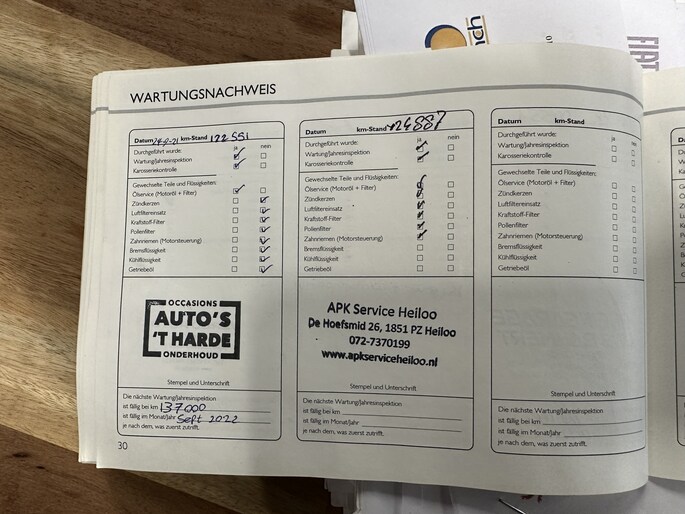 nch
FIAT
WARTUNGSNACHWEIS
Datum 24-9-21 km-Stand 122551
Durchgeführt wurde: ja nein
Wartung/Jahresinspektion
Karosseriekontrolle
Gewechselte Teile und Flüssigkeiten:
Ölservice (Motoröl + Filter)
Zündkerzen
Luftfiltereinsatz
Kraftstoff-Filter
Pollenfilter
Zahnriemen (Motorsteuerung)
Bremsflüssigkeit
Kühlflüssigkeit
Getriebeöl
OCCASIONS
AUTO'S
'T HARDE
ONDERHOUD
Stempel und Unterschrift
Die nächste Wartung/Jahresinspektion
ist fällig bei km 137000
ist fällig im Monat/Jahr Sept 2022
je nach dem, was zuerst zutrifft.
30
Datum km-Stand 126557
Durchgeführt wurde: ja nein
Wartung/Jahresinspektion
Karosseriekontrolle
Gewechselte Teile und Flüssigkeiten:
Ölservice (Motoröl + Filter)
Zündkerzen
Luftfiltereinsatz
Kraftstoff-Filter
Pollenfilter
Zahnriemen (Motorsteuerung)
Bremsflüssigkeit
Kühlflüssigkeit
Getriebeöl
APK Service Heiloo
De Hoefsmid 26, 1851 PZ Heiloo
072-7370199
www.apkserviceheiloo.nl
Stempel und Unterschrift
Die nächste Wartung/Jahresinspektion
ist fällig bei km
ist fällig im Monat/Jahr
je nach dem, was zuerst zutrifft.
Datum km-Stand
Durchgeführt wurde: ja
Wartung/Jahresinspektion
Karosseriekontrolle
Gewechselte Teile und Flüssigkeiten:
Ölservice (Motoröl + Filter)
Zündkerzen
Luftfiltereinsatz
Kraftstoff-Filter
Pollenfilter
Zahnriemen (Motorsteuerung)
Bremsflüssigkeit
Kühlflüssigkeit
Getriebeöl
Stempel und Unterschrift
Die nächste Wartung/Jahresinspektion
ist fällig bei km
ist fällig im Monat/Jahr
je nach dem, was zuerst zutrifft.